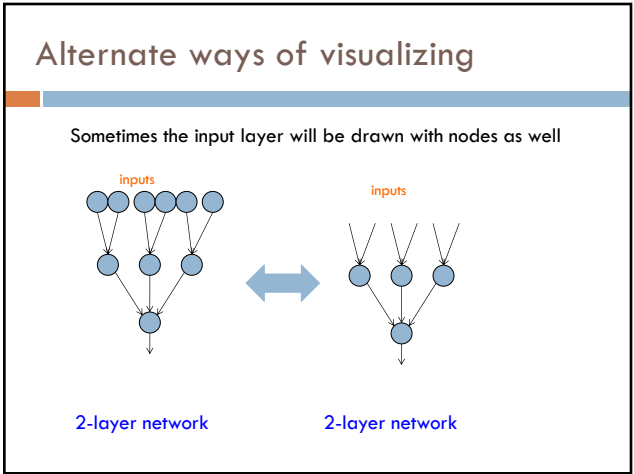 Alternate ways of visualizing
Sometimes the input layer will be drawn with nodes as well
inputs
inputs
2-layer network
2-layer network